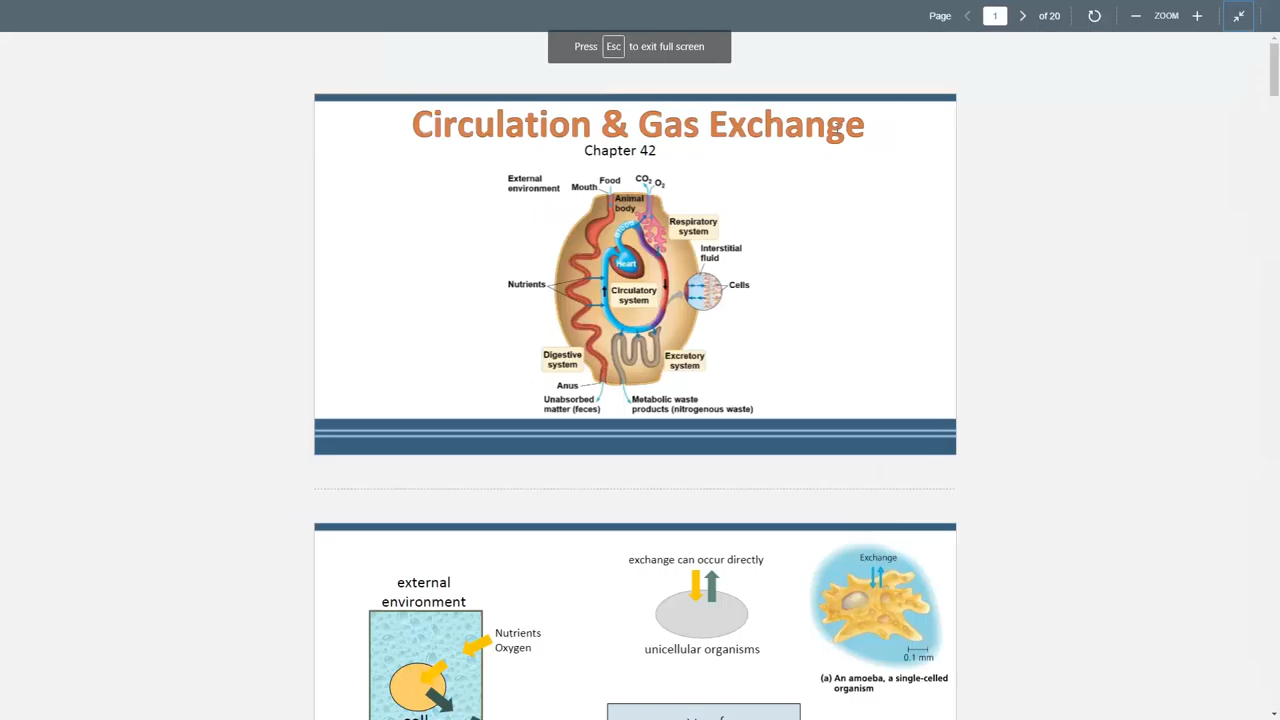 Page 1 of 20 ZOOM
Press Esc to exit full screen
Circulation & Gas Exchange
Chapter 42
External environment
Mouth
Food
CO₂
O₂
Animal body
Respiratory system
Blood
Interstitial fluid
Heart
Nutrients
Circulatory system
Cells
Digestive system
Excretory system
Anus
Unabsorbed matter (feces)
Metabolic waste products (nitrogenous waste)
external environment
Nutrients
Oxygen
exchange can occur directly
unicellular organisms
Exchange
0.1 mm
(a) An amoeba, a single-celled
organism